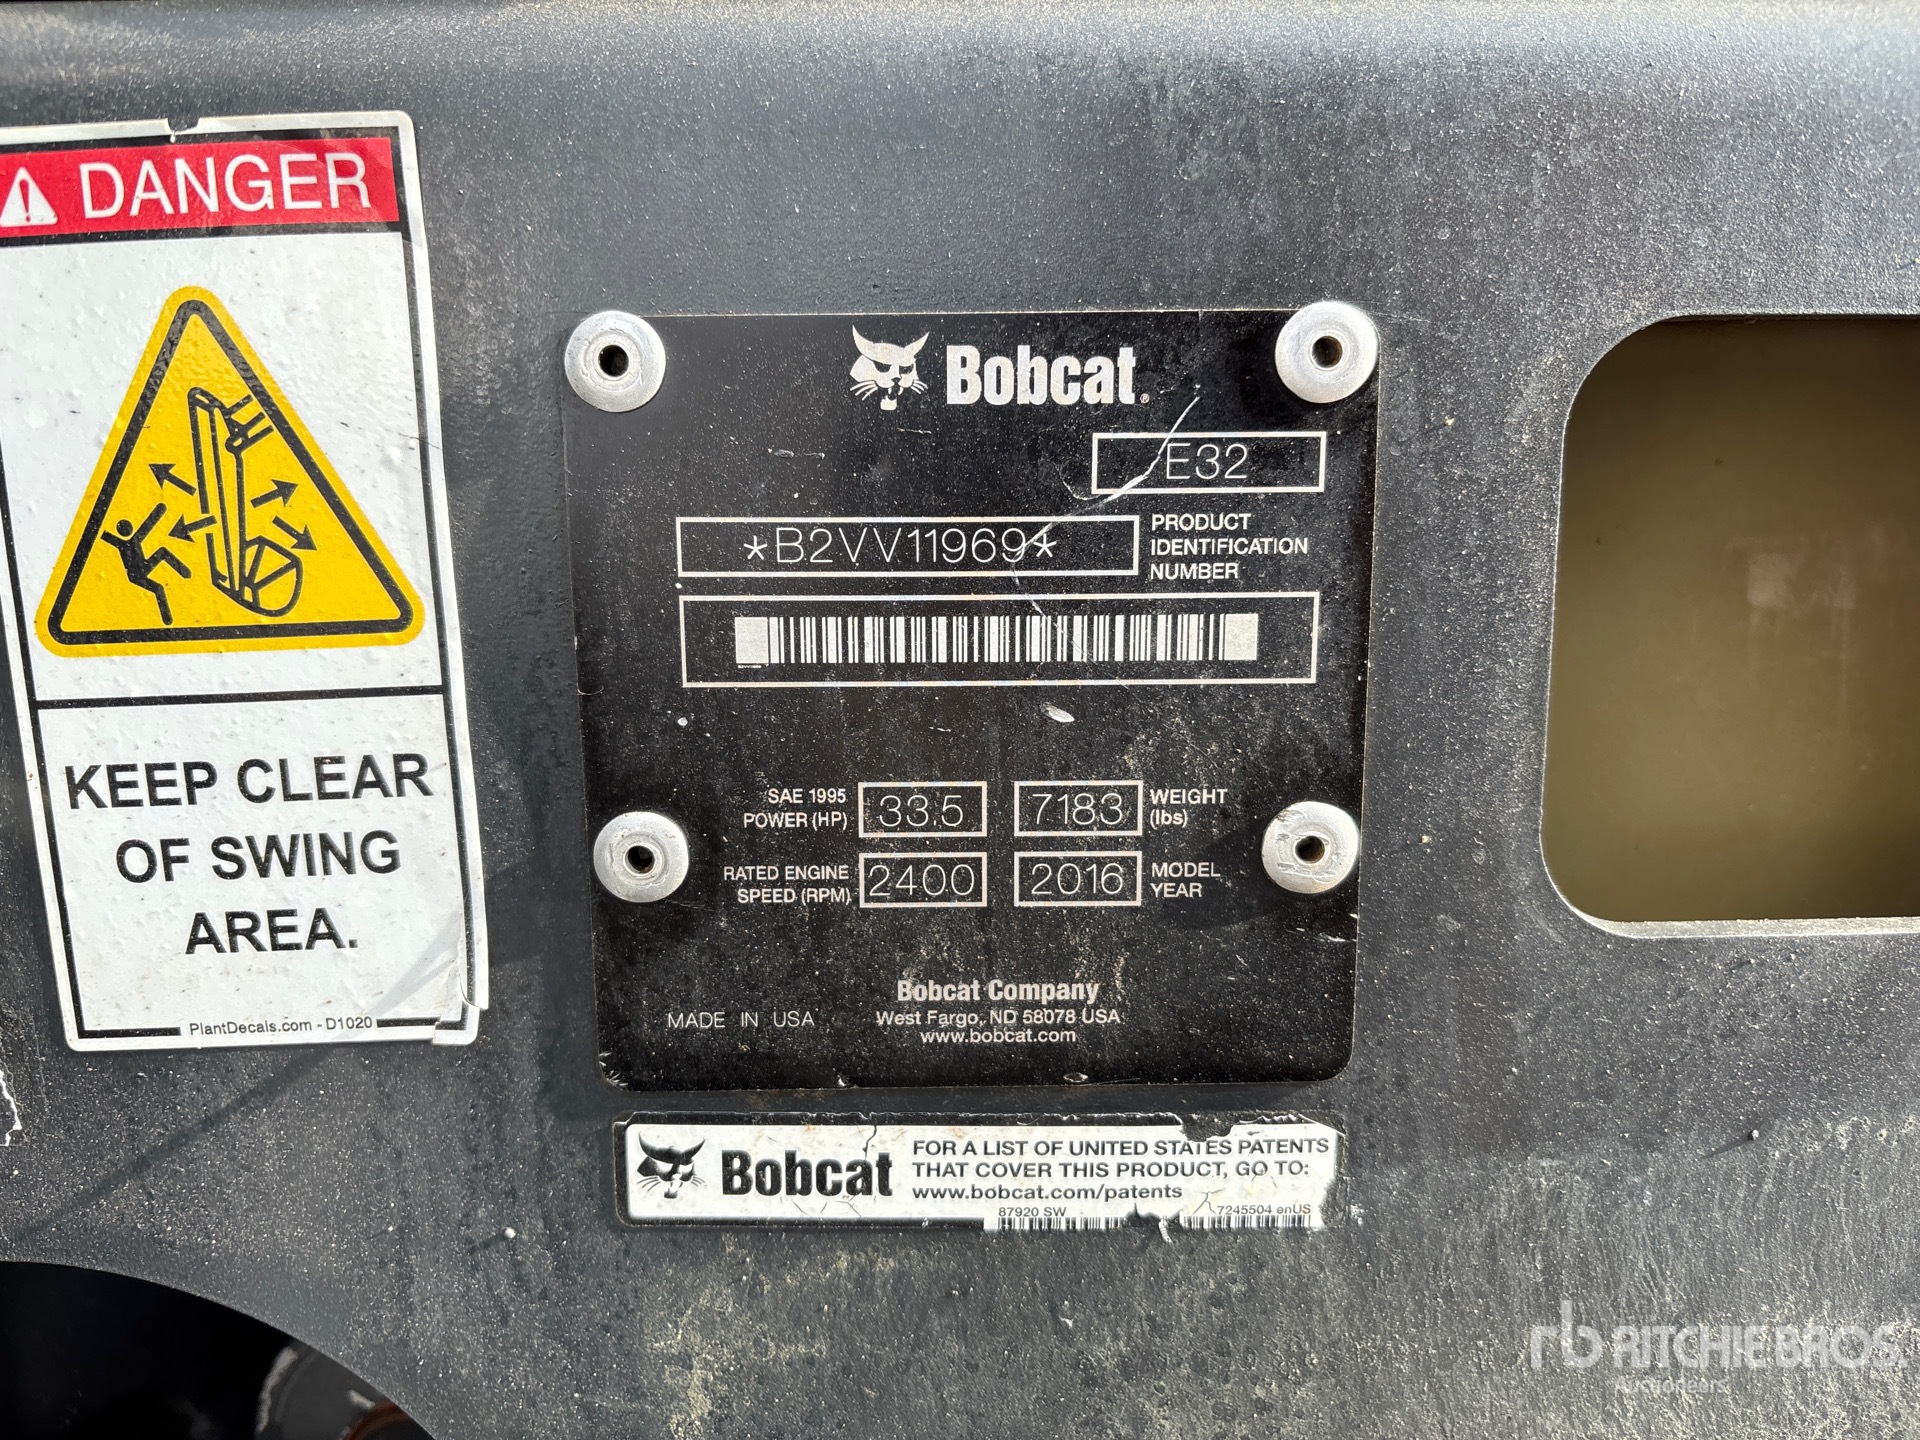 DANGER
KEEP CLEAR
OF SWING
AREA.
PlantDecals.com - D1020
Bobcat®
E32
*B2VV11969*
PRODUCT
IDENTIFICATION
NUMBER
SAE 1995
POWER (HP)
33.5
7183
WEIGHT
(lbs)
RATED ENGINE
SPEED (RPM)
2400
2016
MODEL
YEAR
Bobcat Company
MADE IN USA
West Fargo, ND 58078 USA
www.bobcat.com
Bobcat
FOR A LIST OF UNITED STATES PATENTS
THAT COVER THIS PRODUCT, GO TO:
www.bobcat.com/patents
87920 SW
7245504 enUS
rb RITCHIE BROS.
Auctioneers